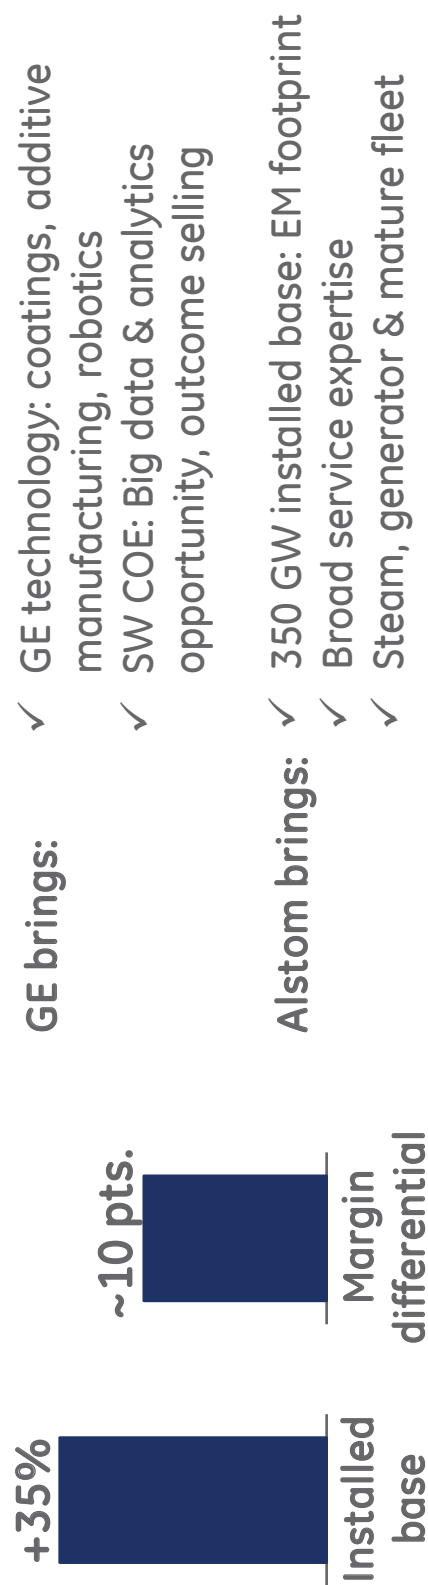 +35%
Installed
base
~10 pts.
Margin
differential
GE brings:
✓ GE technology: coatings, additive
manufacturing, robotics
✓ SW COE: Big data & analytics
opportunity, outcome selling
Alstom brings:
✓ 350 GW installed base: EM footprint
✓ Broad service expertise
✓ Steam, generator & mature fleet